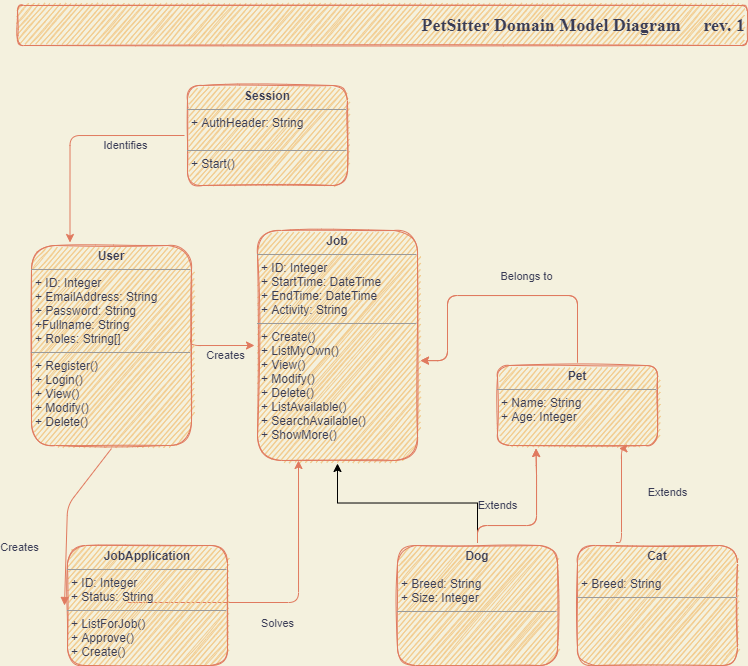 PetSitter Domain Model Diagram rev. 1
Session
+ AuthHeader: String
+ Start()
Identifies
User
+ ID: Integer
+ EmailAddress: String
+ Password: String
+Fullname: String
+ Roles: String[]
+ Register()
+ Login()
+ View()
+ Modify()
+ Delete()
Creates
Job
+ ID: Integer
+ StartTime: DateTime
+ EndTime: DateTime
+ Activity: String
+ Create()
+ ListMyOwn()
+ View()
+ Modify()
+ Delete()
+ ListAvailable()
+ SearchAvailable()
+ ShowMore()
Belongs to
Pet
+ Name: String
+ Age: Integer
Extends
Extends
Creates
JobApplication
+ ID: Integer
+ Status: String
+ ListForJob()
+ Approve()
+ Create()
Solves
Dog
+ Breed: String
+ Size: Integer
Cat
+ Breed: String